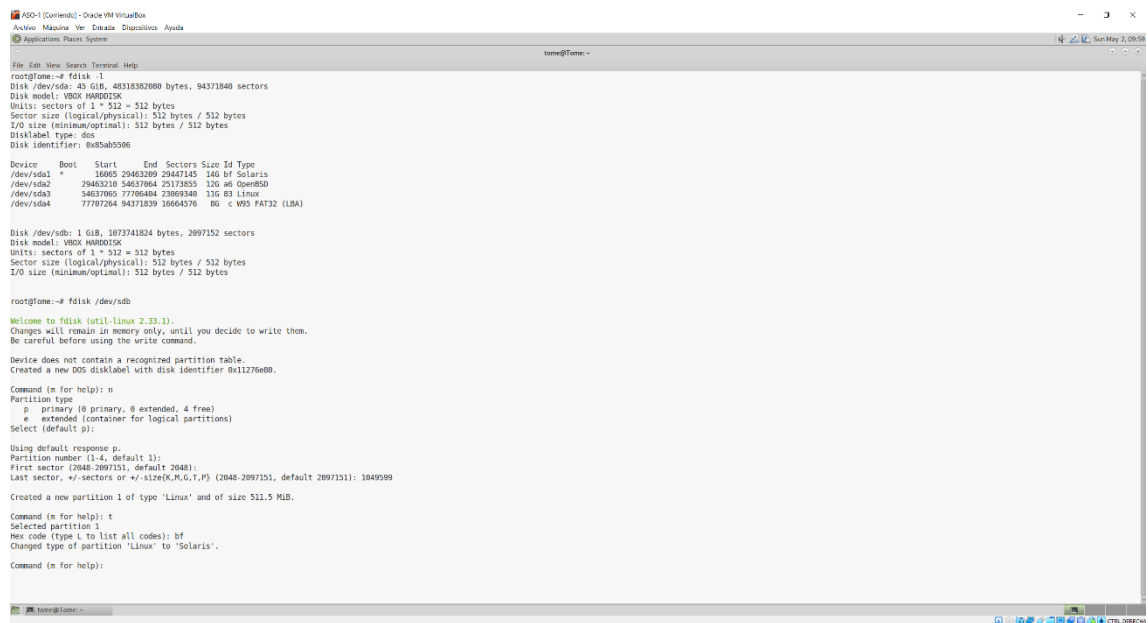 ASO-1 [Corriendo] - Oracle VM VirtualBox
Archivo Máquina Ver Entrada Dispositivos Ayuda
Applications Places System
Sun May 2, 09:59
tome@Tome: ~
File Edit View Search Terminal Help
root@Tome:~# fdisk -l
Disk /dev/sda: 45 GiB, 48318382080 bytes, 94371840 sectors
Disk model: VBOX HARDDISK
Units: sectors of 1 * 512 = 512 bytes
Sector size (logical/physical): 512 bytes / 512 bytes
I/O size (minimum/optimal): 512 bytes / 512 bytes
Disklabel type: dos
Disk identifier: 0x85ab5506
Device Boot Start End Sectors Size Id Type
/dev/sda1 * 16065 29463209 29447145 14G bf Solaris
/dev/sda2 29463210 54637064 25173855 12G a6 OpenBSD
/dev/sda3 54637065 77706404 23069340 11G 83 Linux
/dev/sda4 77707264 94371839 16664576 8G c W95 FAT32 (LBA)
Disk /dev/sdb: 1 GiB, 1073741824 bytes, 2097152 sectors
Disk model: VBOX HARDDISK
Units: sectors of 1 * 512 = 512 bytes
Sector size (logical/physical): 512 bytes / 512 bytes
I/O size (minimum/optimal): 512 bytes / 512 bytes
root@Tome:~# fdisk /dev/sdb
Welcome to fdisk (util-linux 2.33.1).
Changes will remain in memory only, until you decide to write them.
Be careful before using the write command.
Device does not contain a recognized partition table.
Created a new DOS disklabel with disk identifier 0x11276e80.
Command (m for help): n
Partition type
p primary (0 primary, 0 extended, 4 free)
e extended (container for logical partitions)
Select (default p):
Using default response p.
Partition number (1-4, default 1):
First sector (2048-2097151, default 2048):
Last sector, +/-sectors or +/-size{K,M,G,T,P} (2048-2097151, default 2097151): 1049599
Created a new partition 1 of type 'Linux' and of size 511.5 MiB.
Command (m for help): t
Selected partition 1
Hex code (type L to list all codes): bf
Changed type of partition 'Linux' to 'Solaris'.
Command (m for help):
tome@Tome: ~
CTRL DERECHA